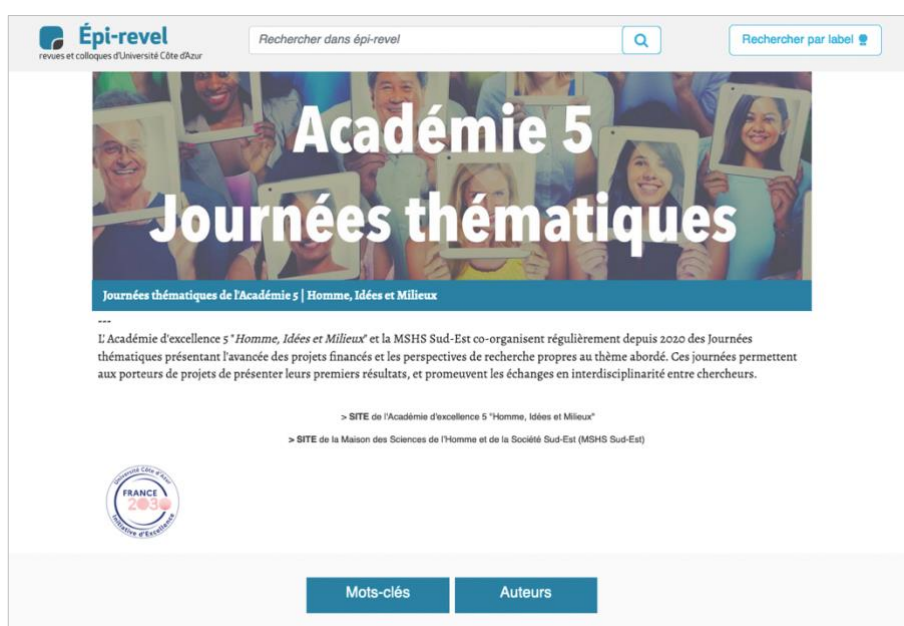 Épi-revel
revues et colloques d'Université Côte d'Azur
Rechercher dans épi-revel
Rechercher par label
Académie 5
Journées thématiques
Journées thématiques de l'Académie 5 | Homme, Idées et Milieux
---
L'Académie d'excellence 5 "Homme, Idées et Milieux" et la MSHS Sud-Est co-organisent régulièrement depuis 2020 des Journées
thématiques présentant l'avancée des projets financés et les perspectives de recherche propres au thème abordé. Ces journées permettent
aux porteurs de projets de présenter leurs premiers résultats, et promeuvent les échanges en interdisciplinarité entre chercheurs.
> SITE de l'Académie d'excellence 5 "Homme, Idées et Milieux"
> SITE de la Maison des Sciences de l'Homme et de la Société Sud-Est (MSHS Sud-Est)
Université Côte d'Azur
FRANCE
2030
Initiative d'Excellence
Mots-clés
Auteurs